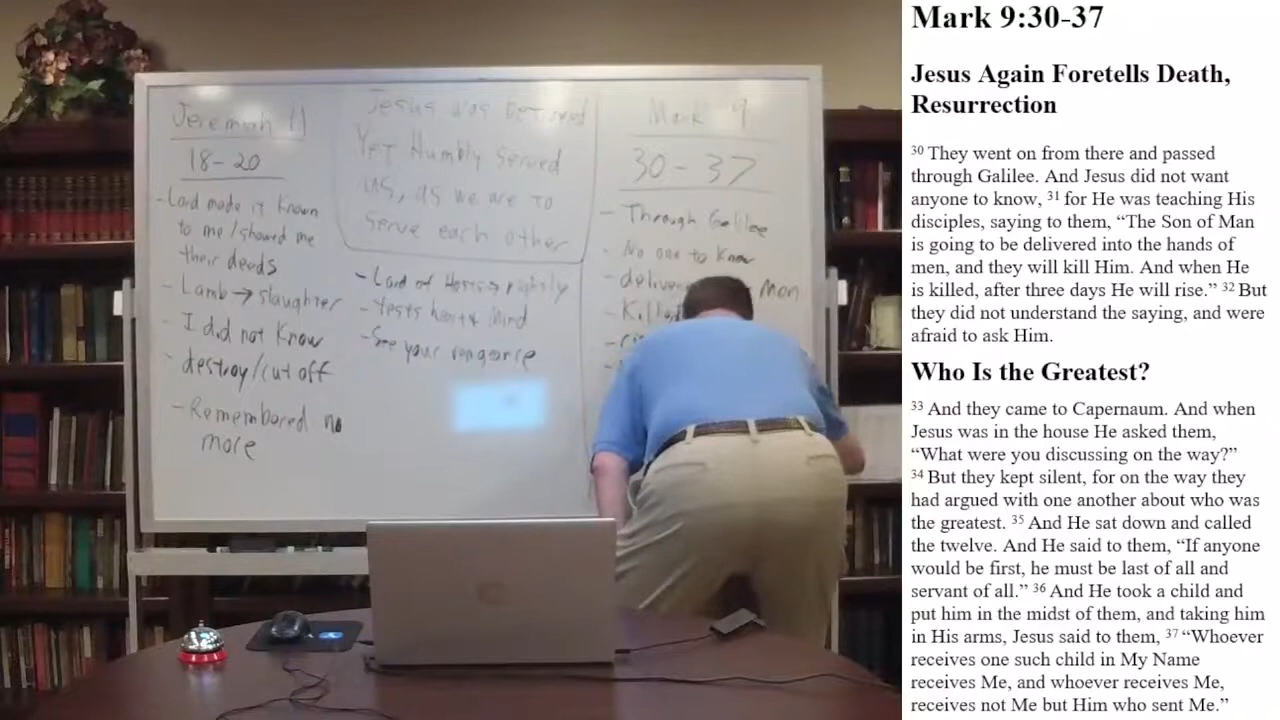 Jeremiah 11
18-20
-Lord made it known
to me/showed me
their deeds
- Lamb→slaughter
- I did not know
- destroy/cut off
-Remembered no
more
Jesus was Betrayed
Yet Humbly Served
us, as we are to
serve each other
- Lord of Hosts→rightly
- tests heart & Mind
-See your vengeance
Mark 9
30-37
- Through Galilee
- No one to know
- deliver Men
- Killed
Mark 9:30-37
Jesus Again Foretells Death,
Resurrection
30 They went on from there and passed
through Galilee. And Jesus did not want
anyone to know, 31 for He was teaching His
disciples, saying to them, “The Son of Man
is going to be delivered into the hands of
men, and they will kill Him. And when He
is killed, after three days He will rise.” 32 But
they did not understand the saying, and were
afraid to ask Him.
Who Is the Greatest?
33 And they came to Capernaum. And when
Jesus was in the house He asked them,
“What were you discussing on the way?”
34 But they kept silent, for on the way they
had argued with one another about who was
the greatest. 35 And He sat down and called
the twelve. And He said to them, “If anyone
would be first, he must be last of all and
servant of all.” 36 And He took a child and
put him in the midst of them, and taking him
in His arms, Jesus said to them, 37 “Whoever
receives one such child in My Name
receives Me, and whoever receives Me,
receives not Me but Him who sent Me.”